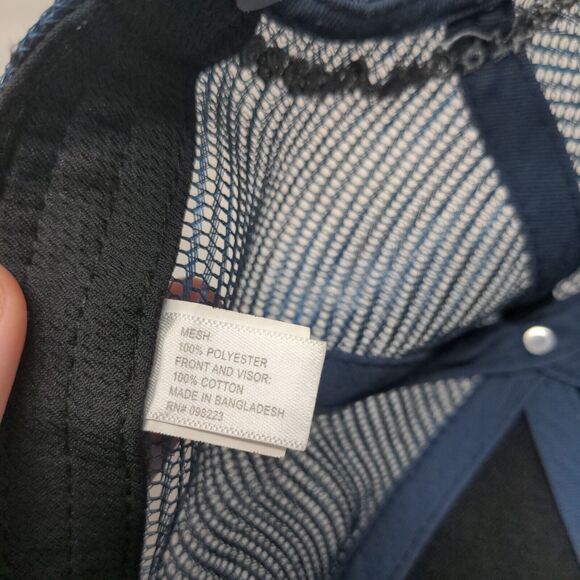 MESH:
100% POLYESTER
FRONT AND VISOR:
100% COTTON
MADE IN BANGLADESH
RN# 098223